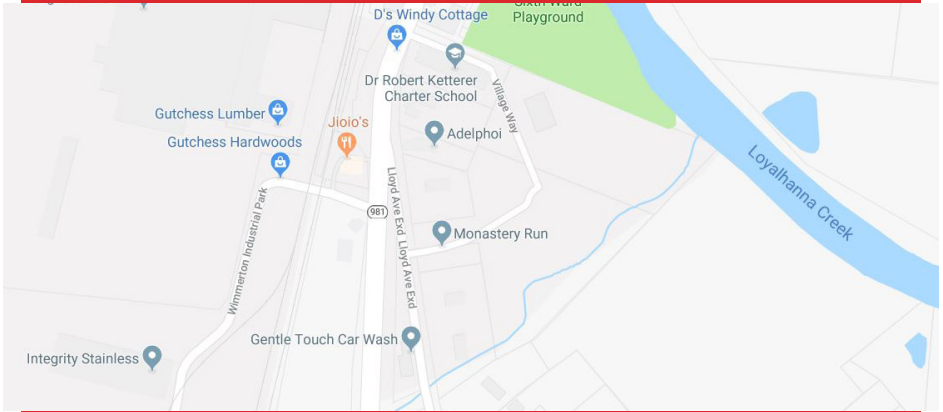 D's Windy Cottage
Sixth Ward
Playground
Dr Robert Ketterer
Charter School
Village Way
Gutchess Lumber
Jioio's
Adelphoi
Gutchess Hardwoods
Loyalhanna Creek
Lloyd Ave Exd
981
Wimmerton Industrial Park
Monastery Run
Lloyd Ave Exd
Gentle Touch Car Wash
Integrity Stainless